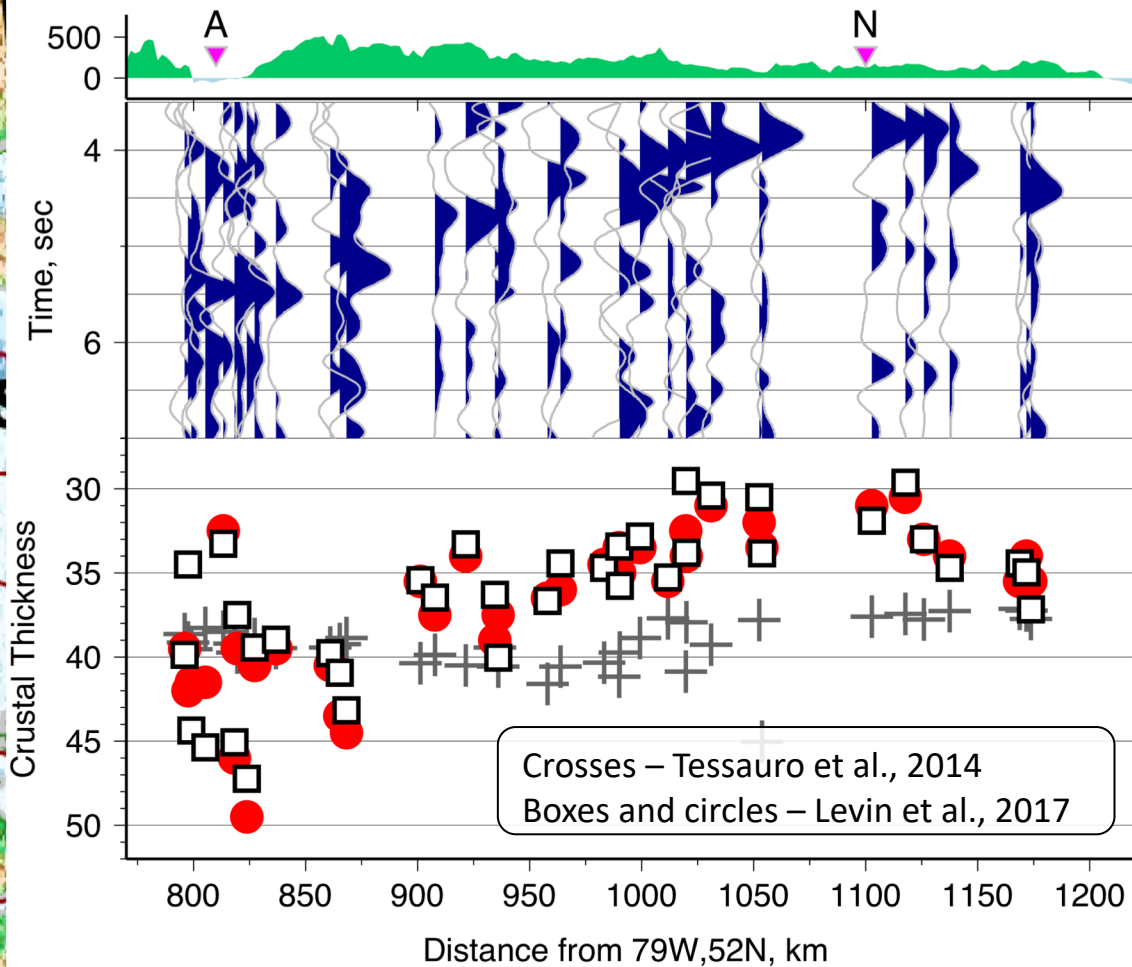 A
N
500
0
Time, sec
4
6
Crustal Thickness
30
35
40
45
50
Crosses – Tessauro et al., 2014
Boxes and circles – Levin et al., 2017
800 850 900 950 1000 1050 1100 1150 1200
Distance from 79W,52N, km